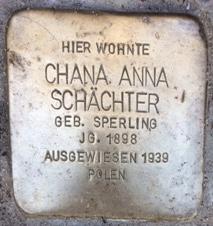 HIER WOHNTE
CHANA ANNA
SCHÄCHTER
GEB. SPERLING
JG. 1898
AUSGEWIESEN 1939
POLEN